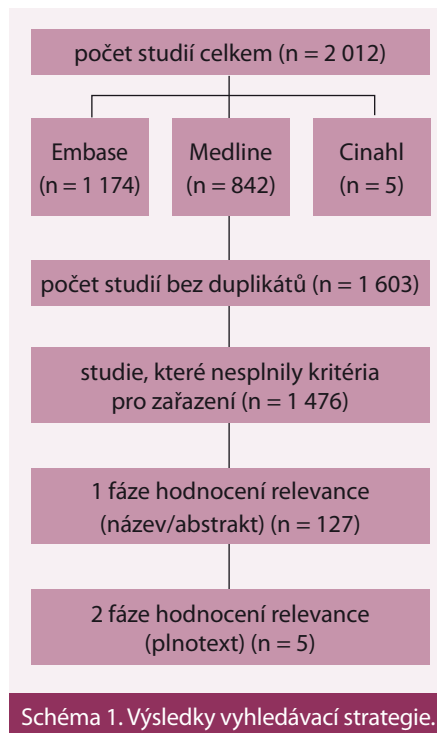 počet studií celkem (n = 2 012)
Embase
(n = 1 174)
Medline
(n = 842)
Cinahl
(n = 5)
počet studií bez duplikátů (n = 1 603)
studie, které nesplnily kritéria
pro zařazení (n = 1 476)
1 fáze hodnocení relevance
(název/abstrakt) (n = 127)
2 fáze hodnocení relevance
(plnotext) (n = 5)
Schéma 1. Výsledky vyhledávací strategie.